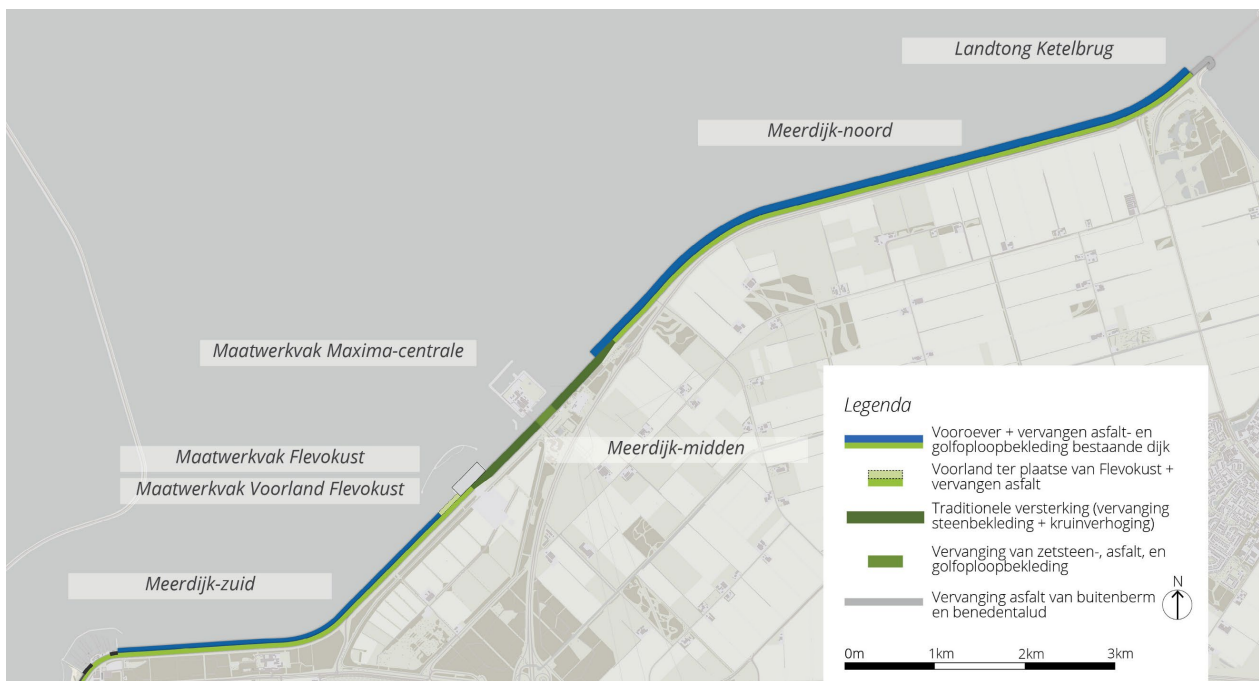 Landtong Ketelbrug
Meerdijk-noord
Maatwerkvak Maxima-centrale
Meerdijk-midden
Maatwerkvak Flevokust
Maatwerkvak Voorland Flevokust
Meerdijk-zuid
Legenda
Vooroever + vervangen asfalt- en
golfoploopbekleding bestaande dijk
Voorland ter plaatse van Flevokust +
vervangen asfalt
Traditionele versterking (vervanging
steenbekleding + kruinverhoging)
Vervanging van zetsteen-, asfalt, en
golfoploopbekleding
Vervanging asfalt van buitenberm
en benedentalud
N
0m 1km 2km 3km